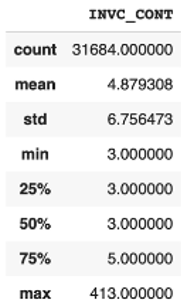 INVC_CONT
count 31684.000000
mean 4.879308
std 6.756473
min 3.000000
25% 3.000000
50% 3.000000
75% 5.000000
max 413.000000